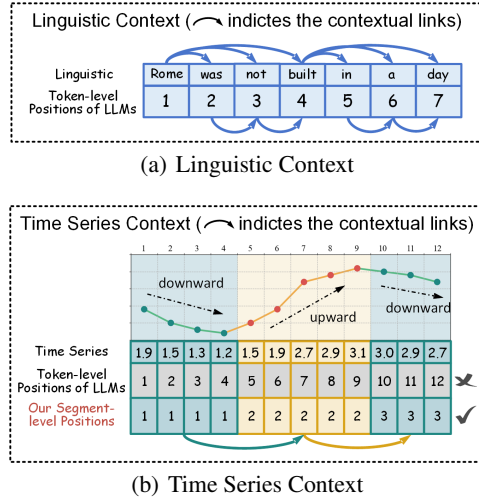 Linguistic Context ( indictes the contextual links)
Linguistic Rome was not built in a day
Token-level
Positions of LLMs 1 2 3 4 5 6 7
(a) Linguistic Context
Time Series Context ( indictes the contextual links)
1 2 3 4 5 6 7 8 9 10 11 12
downward
upward
downward
Time Series 1.9 1.5 1.3 1.2 1.5 1.9 2.7 2.9 3.1 3.0 2.9 2.7
Token-level
Positions of LLMs 1 2 3 4 5 6 7 8 9 10 11 12
Our Segment-
level Positions 1 1 1 1 2 2 2 2 2 3 3 3
(b) Time Series Context